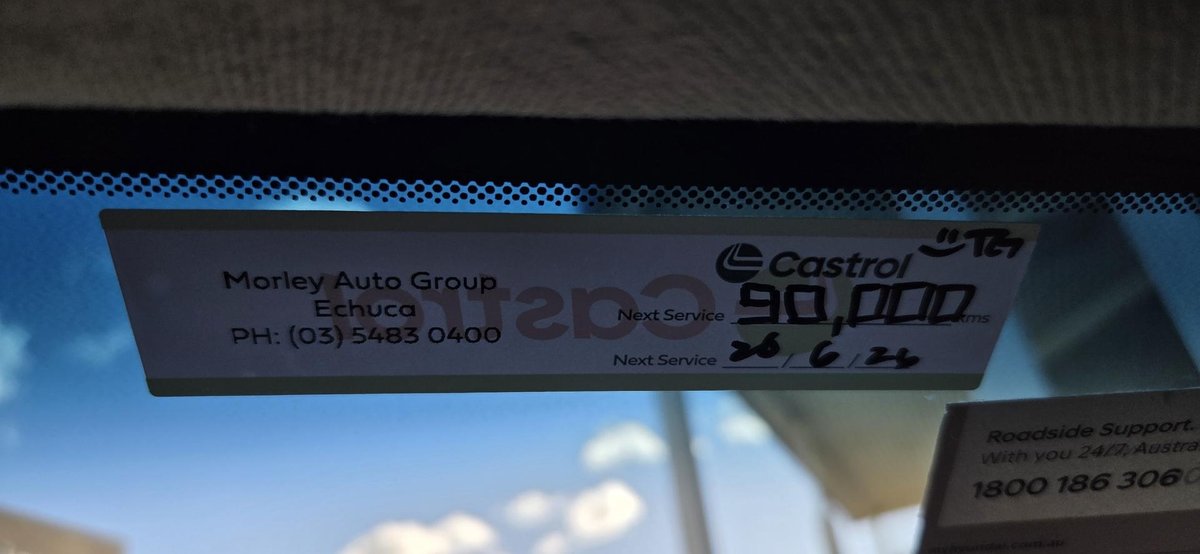 Morley Auto Group
Echuca
PH: (03) 5483 0400
Castrol
Castrol
Next Service 90,000 kms
Next Service 26 / 6 / 26
Roadside Support.
With you 24/7, Austra
1800 186 306